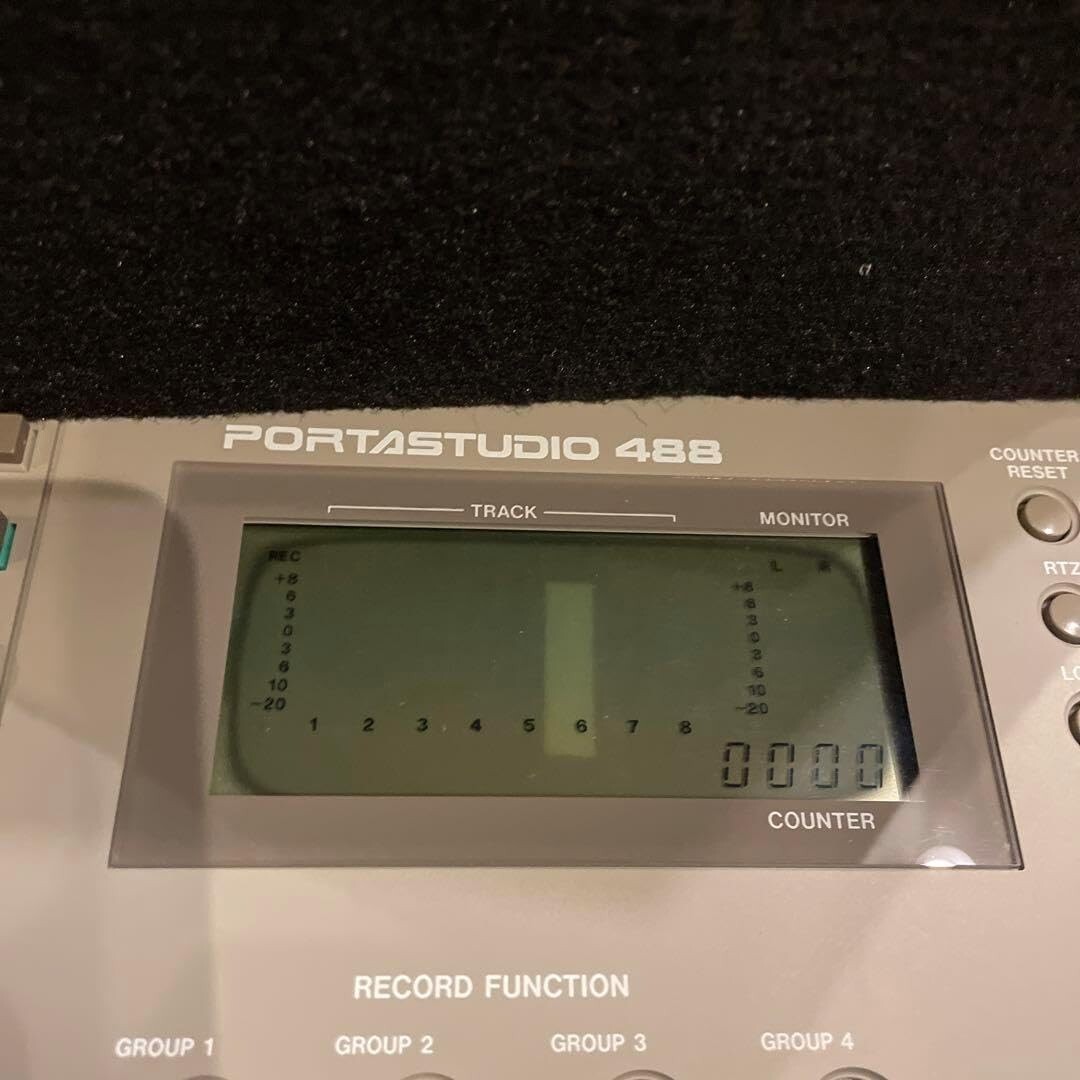 PORTASTUDIO 488
COUNTER
RESET
TRACK
MONITOR
REC
L R
+8
6
3
0
3
6
10
-20
+8
6
3
0
3
6
10
-20
1 2 3 4 5 6 7 8
0000
COUNTER
RTZ
RECORD FUNCTION
GROUP 1 GROUP 2 GROUP 3 GROUP 4